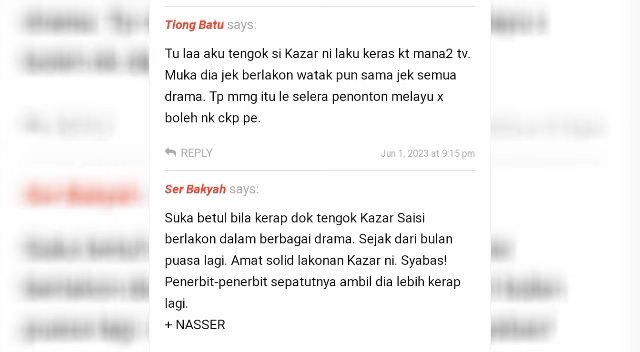 Tiong Batu says:
Tu laa aku tengok si Kazar ni laku keras kt mana2 tv.
Muka dia jek berlakon watak pun sama jek semua
drama. Tp mmg itu le selera penonton melayu x
boleh nk ckp pe.
REPLY
Jun 1, 2023 at 9:15 pm
Ser Bakyah says:
Suka betul bila kerap dok tengok Kazar Saisi
berlakon dalam berbagai drama. Sejak dari bulan
puasa lagi. Amat solid lakonan Kazar ni. Syabas!
Penerbit-penerbit sepatutnya ambil dia lebih kerap
lagi.
+ NASSER